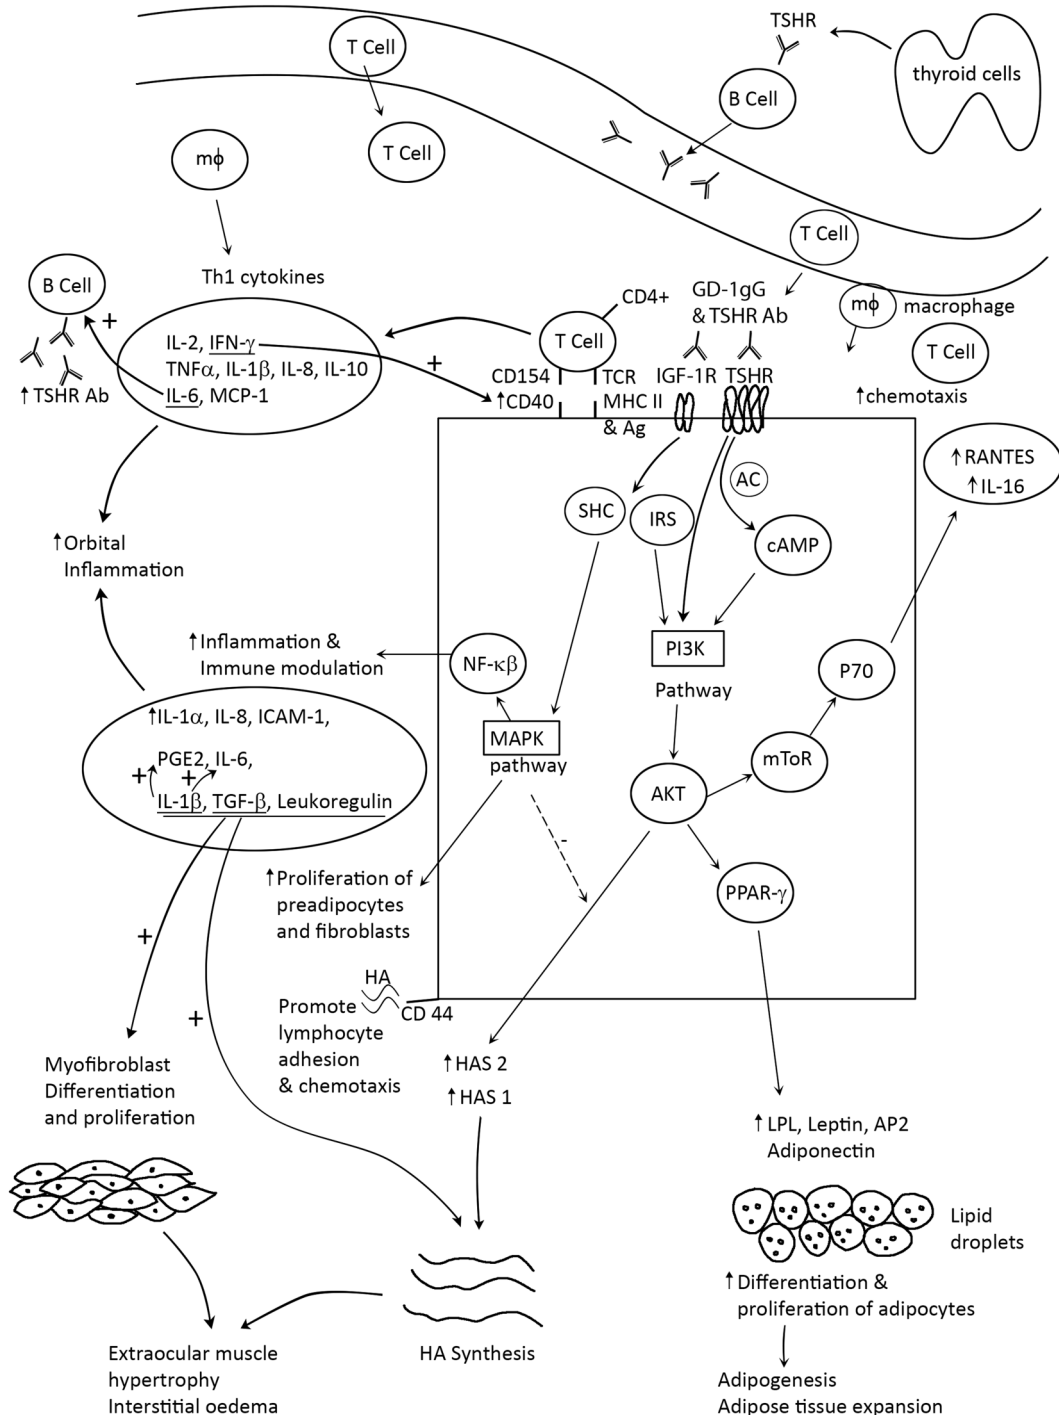 TSHR
thyroid cells
T Cell
B Cell
T Cell
mϕ
T Cell
B Cell
Th1 cytokines
CD4+
GD-1gG
& TSHR Ab
mϕ
macrophage
+
IL-2, IFN-γ
TNFα, IL-1β, IL-8, IL-10
IL-6, MCP-1
T Cell
+
T Cell
↑TSHR Ab
CD154
↑CD40
TCR
MHC II
& Ag
IGF-1R
TSHR
↑chemotaxis
↑RANTES
↑IL-16
AC
SHC
IRS
cAMP
↑Orbital
Inflammation
↑Inflammation &
Immune modulation
NF-κβ
PI3K
Pathway
P70
↑IL-1α, IL-8, ICAM-1,
MAPK
pathway
mToR
PGE2, IL-6,
+
+
IL-1β, TGF-β, Leukoregulin
AKT
-
↑Proliferation of
preadipocytes
and fibroblasts
PPAR-γ
+
HA
CD 44
Promote
lymphocyte
adhesion
& chemotaxis
+
Myofibroblast
Differentiation
and proliferation
↑HAS 2
↑HAS 1
↑LPL, Leptin, AP2
Adiponectin
Lipid
droplets
↑Differentiation &
proliferation of adipocytes
Extraocular muscle
hypertrophy
Interstitial oedema
HA Synthesis
Adipogenesis
Adipose tissue expansion